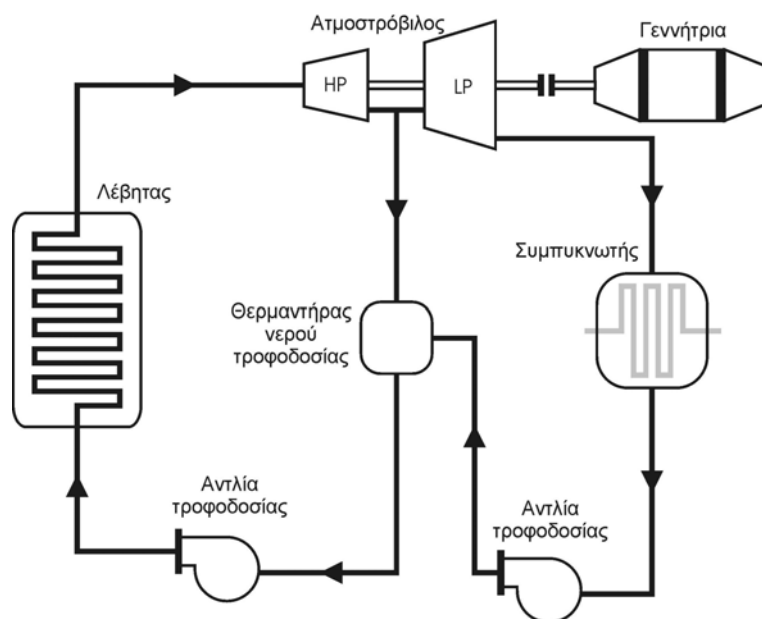 Ατμοστρόβιλος
Γεννήτρια
HP
LP
Λέβητας
Συμπυκνωτής
Θερμαντήρας
νερού
τροφοδοσίας
Αντλία
τροφοδοσίας
Αντλία
τροφοδοσίας